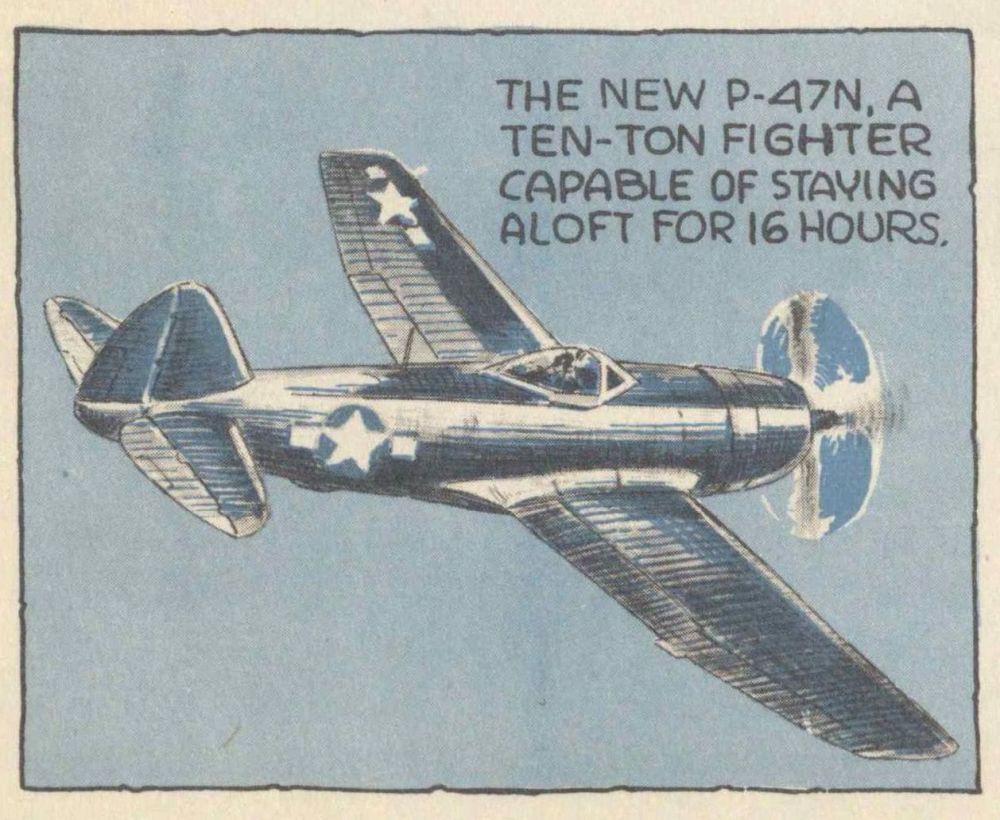 THE NEW P-47N, A
TEN-TON FIGHTER
CAPABLE OF STAYING
ALOFT FOR 16 HOURS.